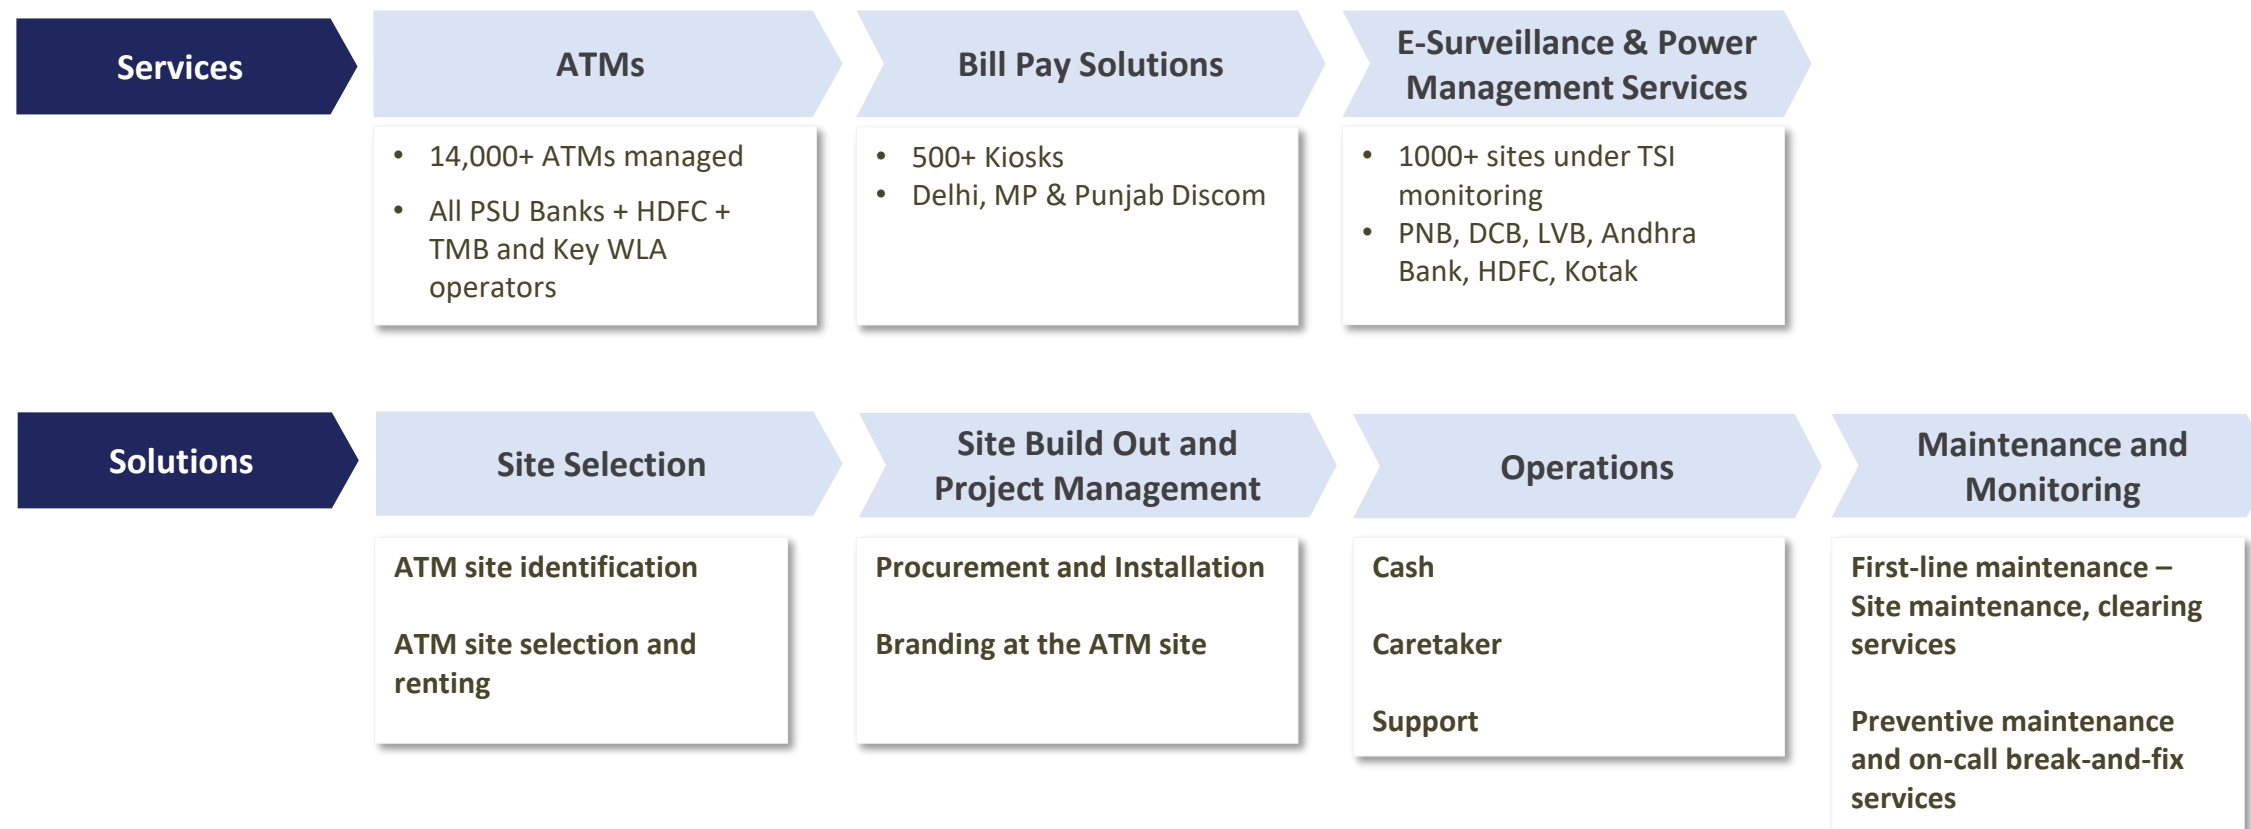 Services
ATMs
Bill Pay Solutions
E-Surveillance & Power
Management Services
• 14,000+ ATMs managed
• All PSU Banks + HDFC +
TMB and Key WLA
operators
• 500+ Kiosks
• Delhi, MP & Punjab Discom
• 1000+ sites under TSI
monitoring
• PNB, DCB, LVB, Andhra
Bank, HDFC, Kotak
Solutions
Site Selection
Site Build Out and
Project Management
Operations
Maintenance and
Monitoring
ATM site identification
ATM site selection and
renting
Procurement and Installation
Branding at the ATM site
Cash
Caretaker
Support
First-line maintenance –
Site maintenance, clearing
services
Preventive maintenance
and on-call break-and-fix
services